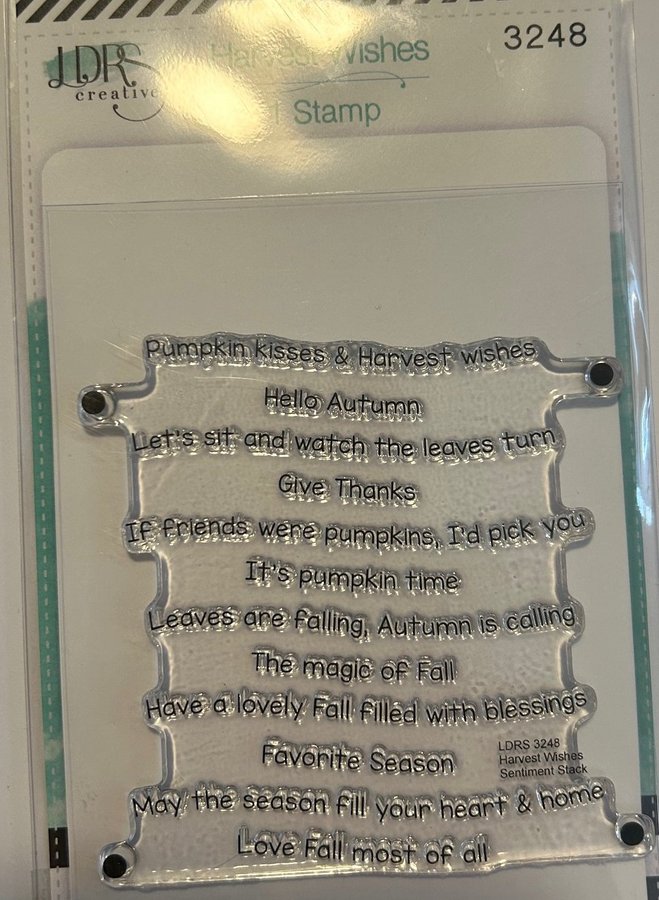 LDRS
creative
3248
Harvest Wishes
Stamp
Pumpkin kisses & Harvest wishes
Hello Autumn
Let's sit and watch the leaves turn
Give Thanks
If friends were pumpkins, I'd pick you
It's pumpkin time
Leaves are falling, Autumn is calling
The magic of Fall
Have a lovely Fall filled with blessings
Favorite Season
LDRS 3248
Harvest Wishes
Sentiment Stack
May the season fill your heart & home
Love Fall most of all